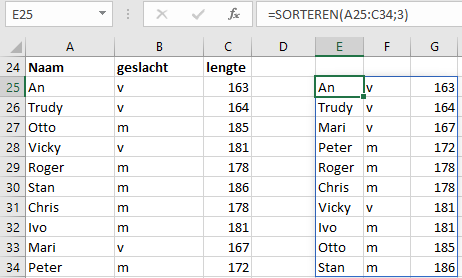 E25 fx =SORTEREN(A25:C34;3)
A B C D E F G
24 Naam geslacht lengte
25 An v 163 An v 163
26 Trudy v 164 Trudy v 164
27 Otto m 185 Mari v 167
28 Vicky v 181 Peter m 172
29 Roger m 178 Roger m 178
30 Stan m 186 Chris m 178
31 Chris m 178 Vicky v 181
32 Ivo m 181 Ivo m 181
33 Mari v 167 Otto m 185
34 Peter m 172 Stan m 186